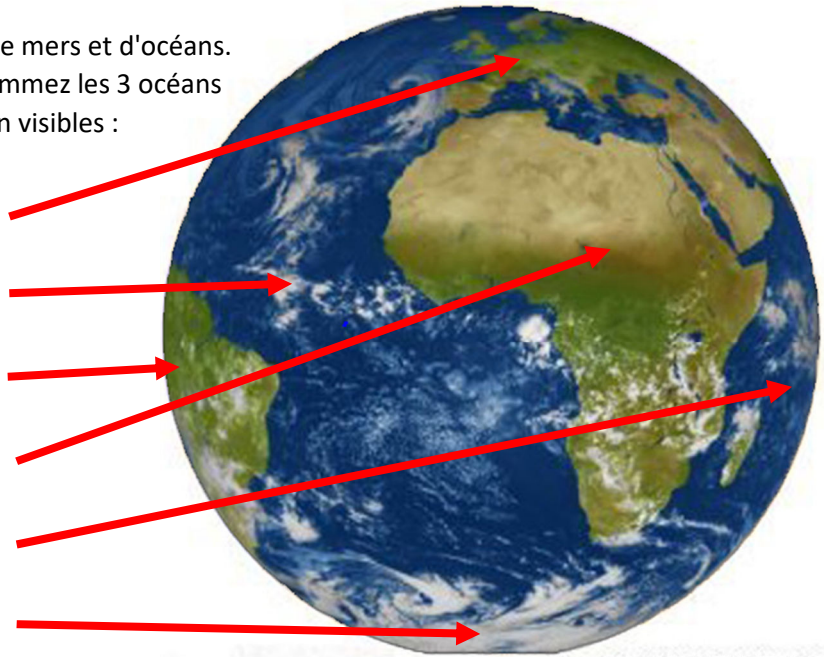 e mers et d'océans.
mmez les 3 océans
n visibles :